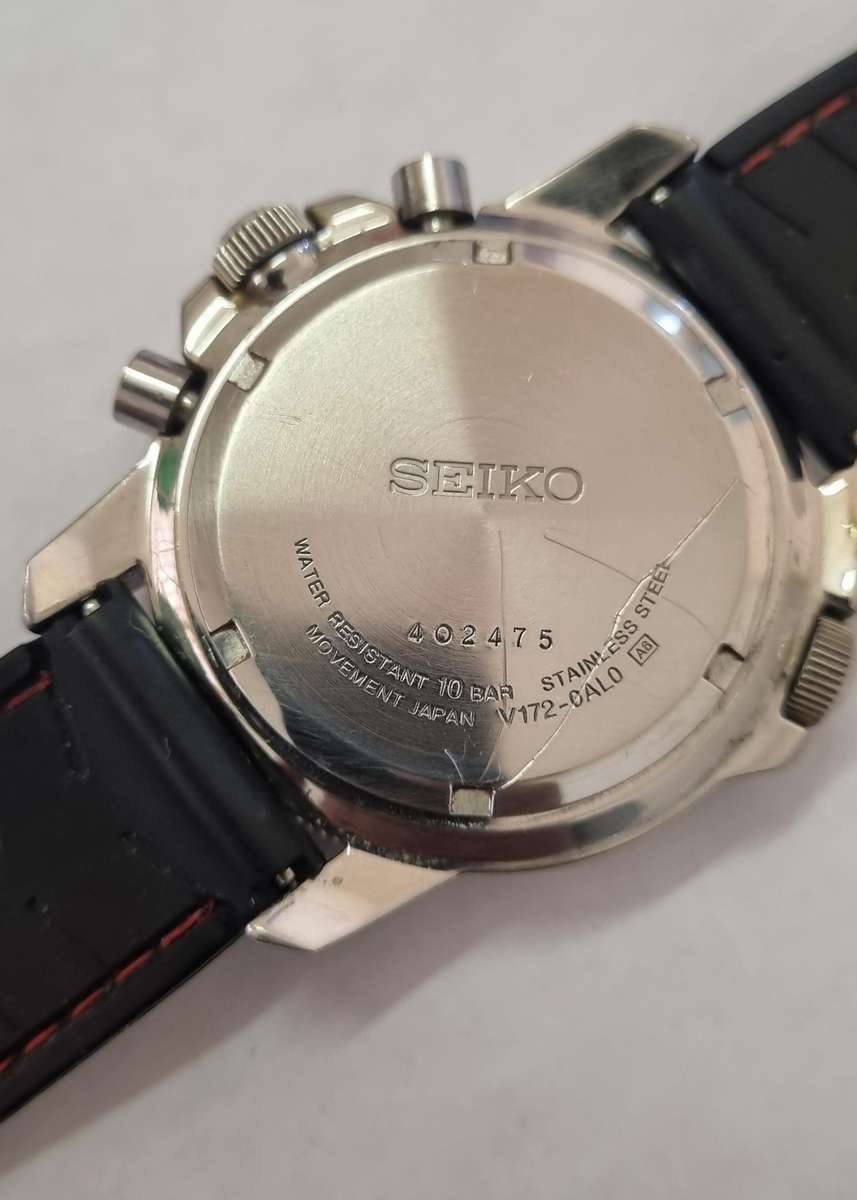 SEIKO
402475
WATER RESISTANT 10 BAR STAINLESS STEEL
MOVEMENT JAPAN V172-0AL0 A6